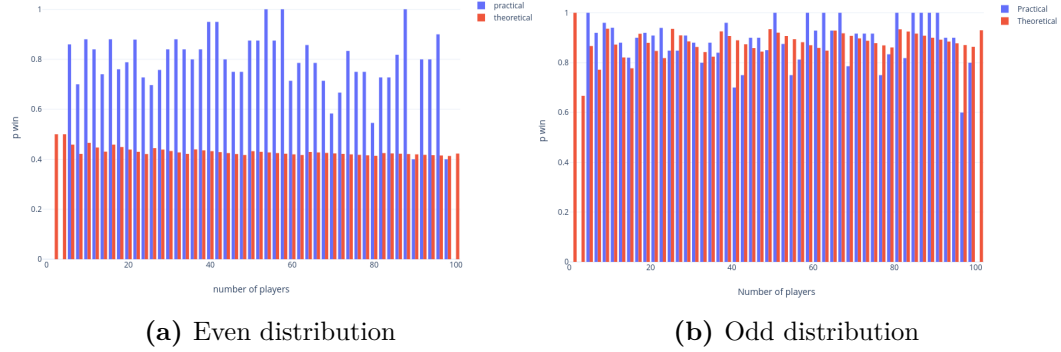 practical
theoretical
p win
1
0.8
0.6
0.4
0.2
0
0
20
40
60
80
100
number of players
(a) Even distribution
Practical
Theoretical
p win
1
0.8
0.6
0.4
0.2
0
0
20
40
60
80
100
Number of players
(b) Odd distribution